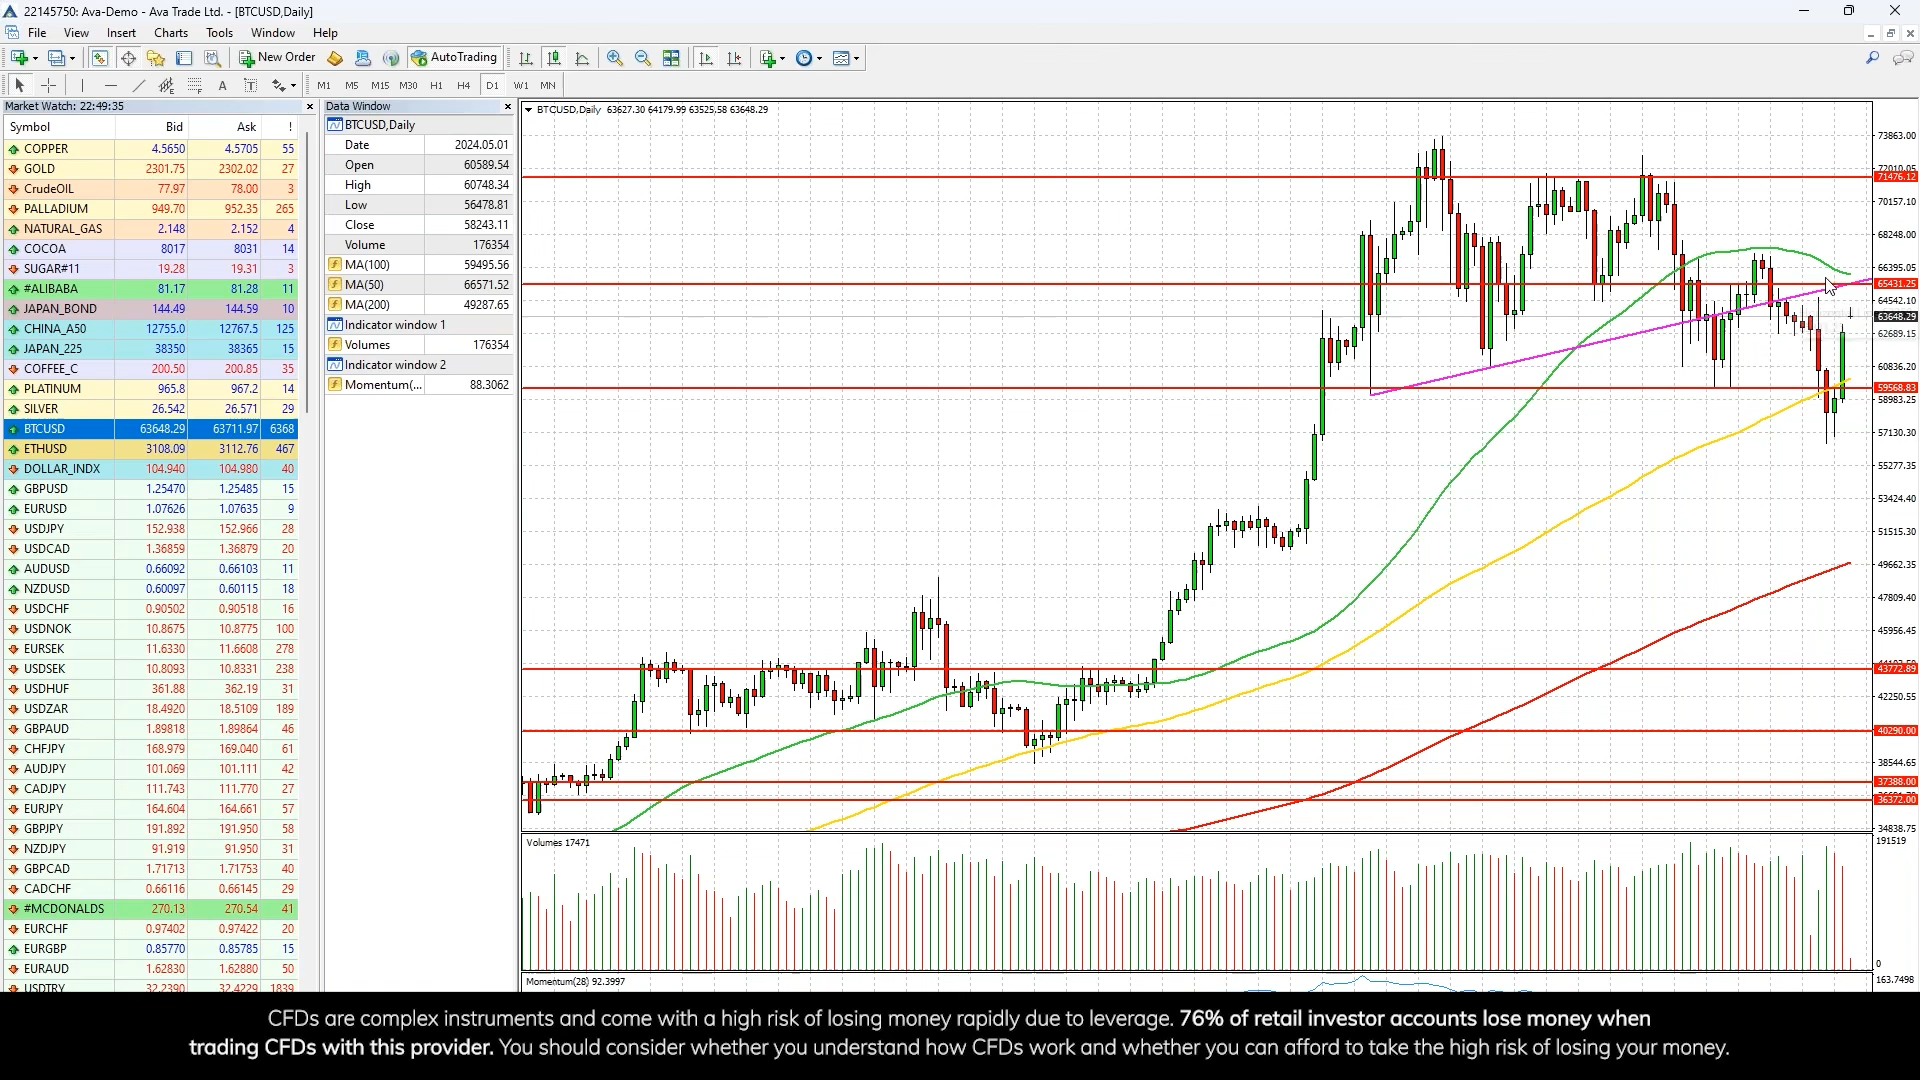 22145750: Ava-Demo - Ava Trade Ltd. - [BTCUSD,Daily]
File View Insert Charts Tools Window Help
New Order AutoTrading
A T M1 M5 M15 M30 H1 H4 D1 W1 MN
Market Watch: 22:49:35
Symbol Bid Ask !
COPPER 4.5650 4.5705 55
GOLD 2301.75 2302.02 27
CrudeOIL 77.97 78.00 3
PALLADIUM 949.70 952.35 265
NATURAL_GAS 2.148 2.152 4
COCOA 8017 8031 14
SUGAR#11 19.28 19.31 3
#ALIBABA 81.17 81.28 11
JAPAN_BOND 144.49 144.59 10
CHINA_A50 12755.0 12767.5 125
JAPAN_225 38350 38365 15
COFFEE_C 200.50 200.85 35
PLATINUM 965.8 967.2 14
SILVER 26.542 26.571 29
BTCUSD 63648.29 63711.97 6368
ETHUSD 3108.09 3112.76 467
DOLLAR_INDX 104.940 104.980 40
GBPUSD 1.25470 1.25485 15
EURUSD 1.07626 1.07635 9
USDJPY 152.938 152.966 28
USDCAD 1.36859 1.36879 20
AUDUSD 0.66092 0.66103 11
NZDUSD 0.60097 0.60115 18
USDCHF 0.90502 0.90518 16
USDNOK 10.8675 10.8775 100
EURSEK 11.6330 11.6608 278
USDSEK 10.8093 10.8331 238
USDHUF 361.88 362.19 31
USDZAR 18.4920 18.5109 189
GBPAUD 1.89818 1.89864 46
CHFJPY 168.979 169.040 61
AUDJPY 101.069 101.111 42
CADJPY 111.743 111.770 27
EURJPY 164.604 164.661 57
GBPJPY 191.892 191.950 58
NZDJPY 91.919 91.950 31
GBPCAD 1.71713 1.71753 40
CADCHF 0.66116 0.66145 29
#MCDONALDS 270.13 270.54 41
EURCHF 0.97402 0.97422 20
EURGBP 0.85770 0.85785 15
EURAUD 1.62830 1.62880 50
USDTRY 32.2390 32.4229 1839
Data Window
BTCUSD,Daily
Date 2024.05.01
Open 60589.54
High 60748.34
Low 56478.81
Close 58243.11
Volume 176354
MA(100) 59495.56
MA(50) 66571.52
MA(200) 49287.65
Indicator window 1
Volumes 176354
Indicator window 2
Momentum(... 88.3062
BTCUSD,Daily 63627.30 64179.99 63525.58 63648.29
73863.00
72010.05
71476.12
70157.10
68248.00
66395.05
65431.25
64542.10
63648.29
62689.15
60836.20
59568.83
58983.25
57130.30
55277.35
53424.40
51515.30
49662.35
47809.40
45956.45
43772.89
42250.55
40290.00
38544.65
37388.00
36372.00
34838.75
Volumes 17471
191519
0
Momentum(28) 92.3997
163.7498
CFDs are complex instruments and come with a high risk of losing money rapidly due to leverage. 76% of retail investor accounts lose money when
trading CFDs with this provider. You should consider whether you understand how CFDs work and whether you can afford to take the high risk of losing your money.